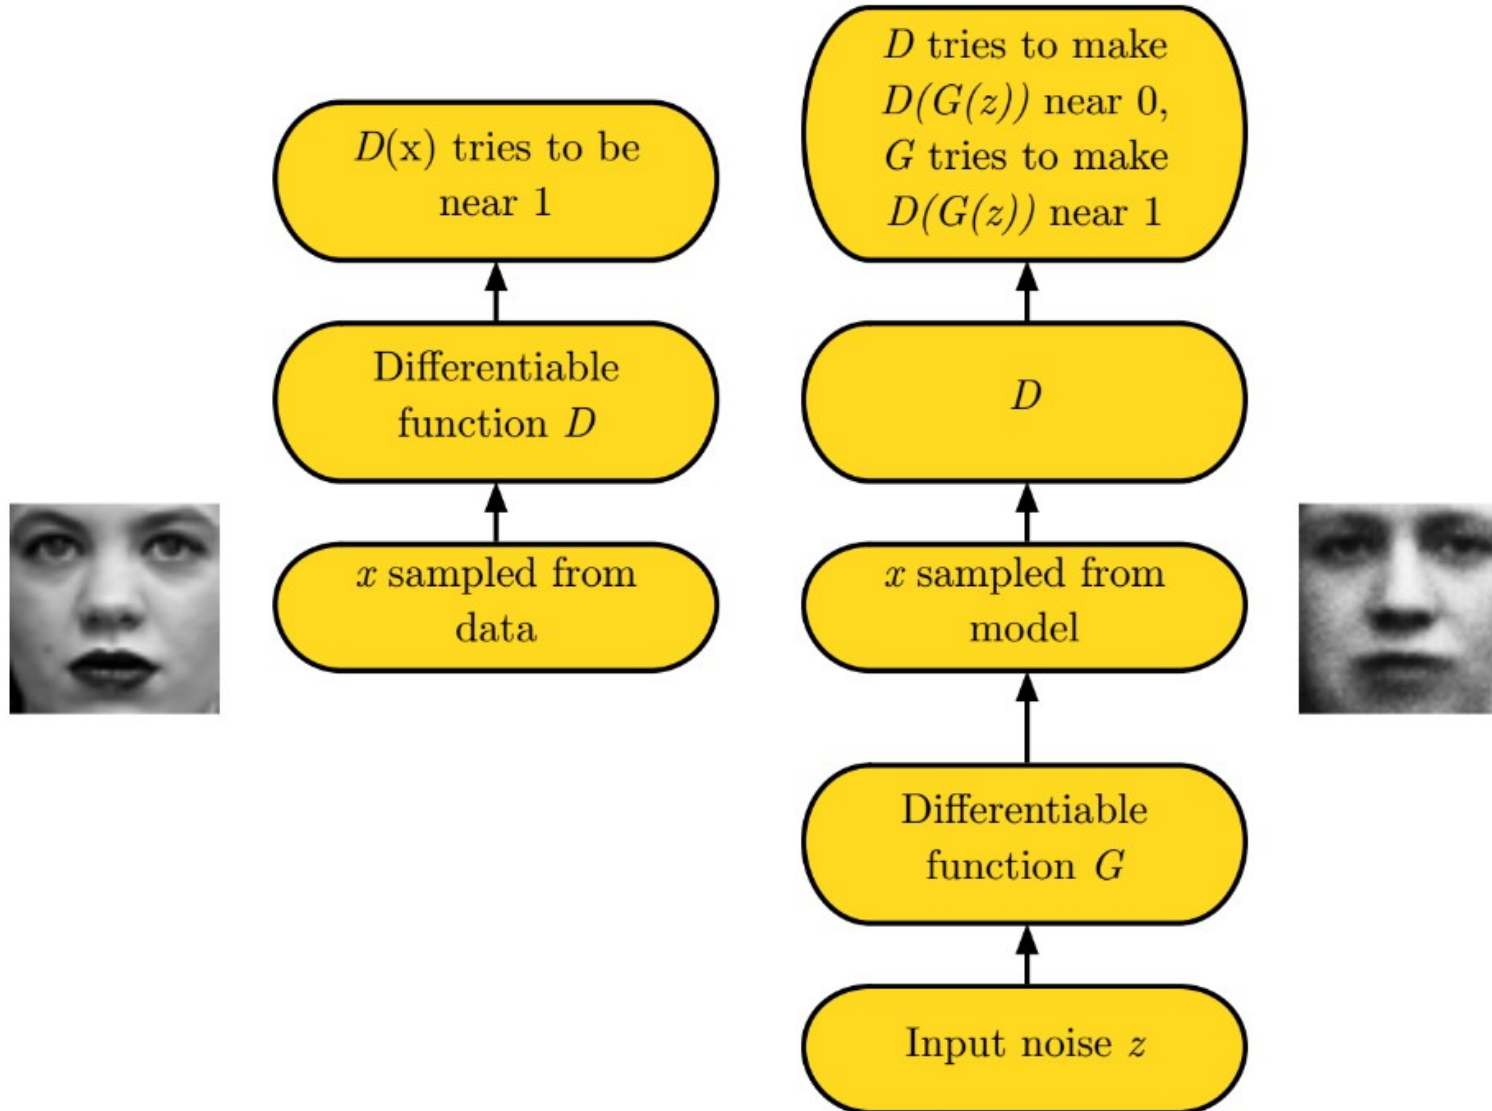 D(x) tries to be
near 1
Differentiable
function D
x sampled from
data
D tries to make
D(G(z)) near 0,
G tries to make
D(G(z)) near 1
D
x sampled from
model
Differentiable
function G
Input noise z